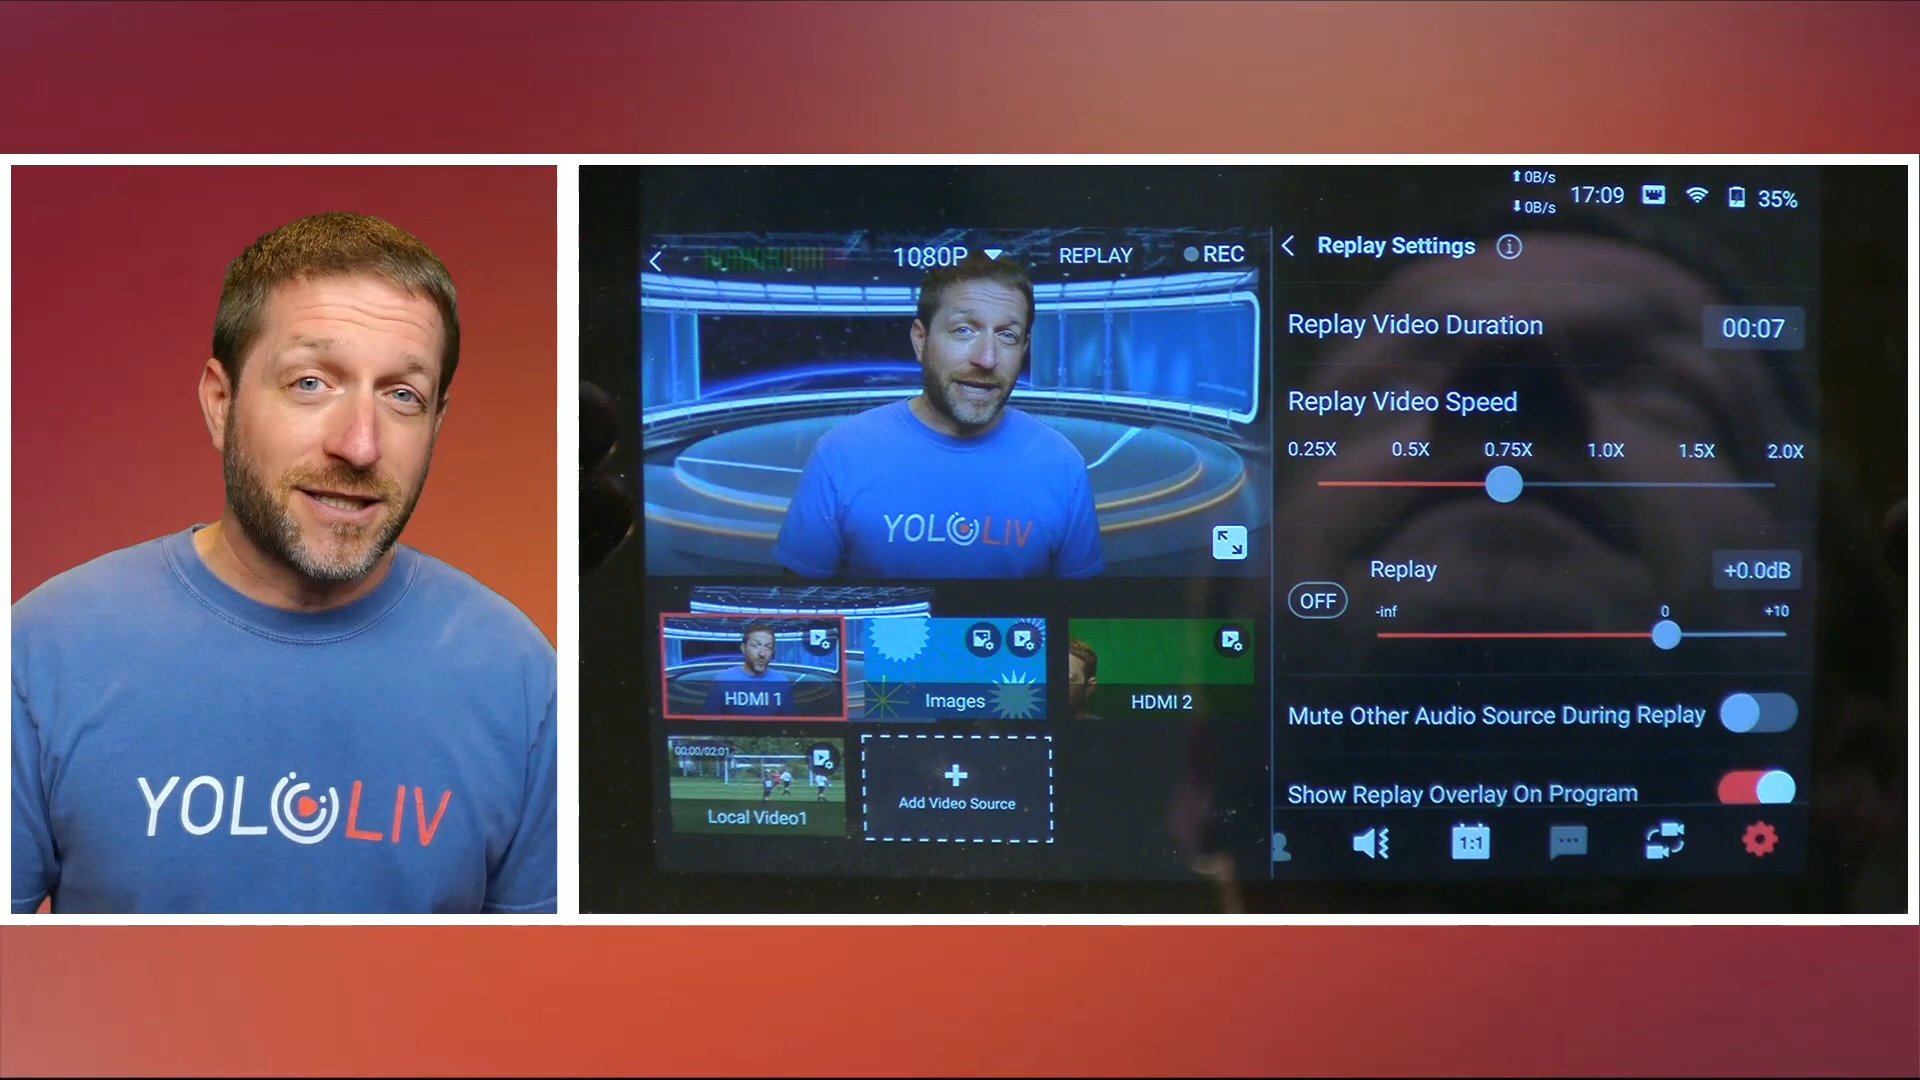 YOLOLIV
↑ 0B/s
↓ 0B/s
17:09
35%
1080P
REPLAY
REC
YOLOLIV
HDMI 1
Images
HDMI 2
00:00/02:01
Local Video1
+
Add Video Source
Replay Settings
Replay Video Duration
00:07
Replay Video Speed
0.25X 0.5X 0.75X 1.0X 1.5X 2.0X
Replay
+0.0dB
OFF
-inf 0 +10
Mute Other Audio Source During Replay
Show Replay Overlay On Program
1:1